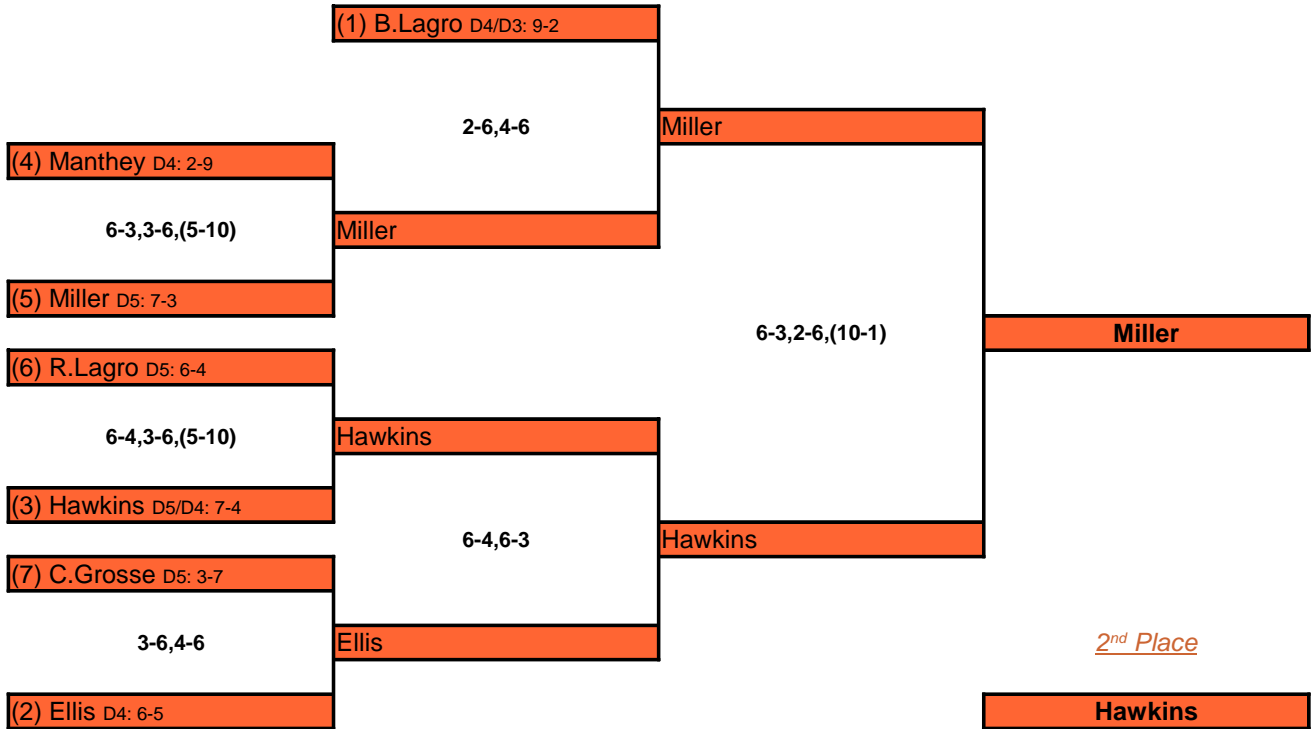 (1) B.Lagro D4/D3: 9-2
2-6,4-6
Miller
(4) Manthey D4: 2-9
6-3,3-6,(5-10)
Miller
(5) Miller D5: 7-3
6-3,2-6,(10-1)
Miller
(6) R.Lagro D5: 6-4
6-4,3-6,(5-10)
Hawkins
(3) Hawkins D5/D4: 7-4
6-4,6-3
Hawkins
(7) C.Grosse D5: 3-7
3-6,4-6
Ellis
2nd Place
(2) Ellis D4: 6-5
Hawkins